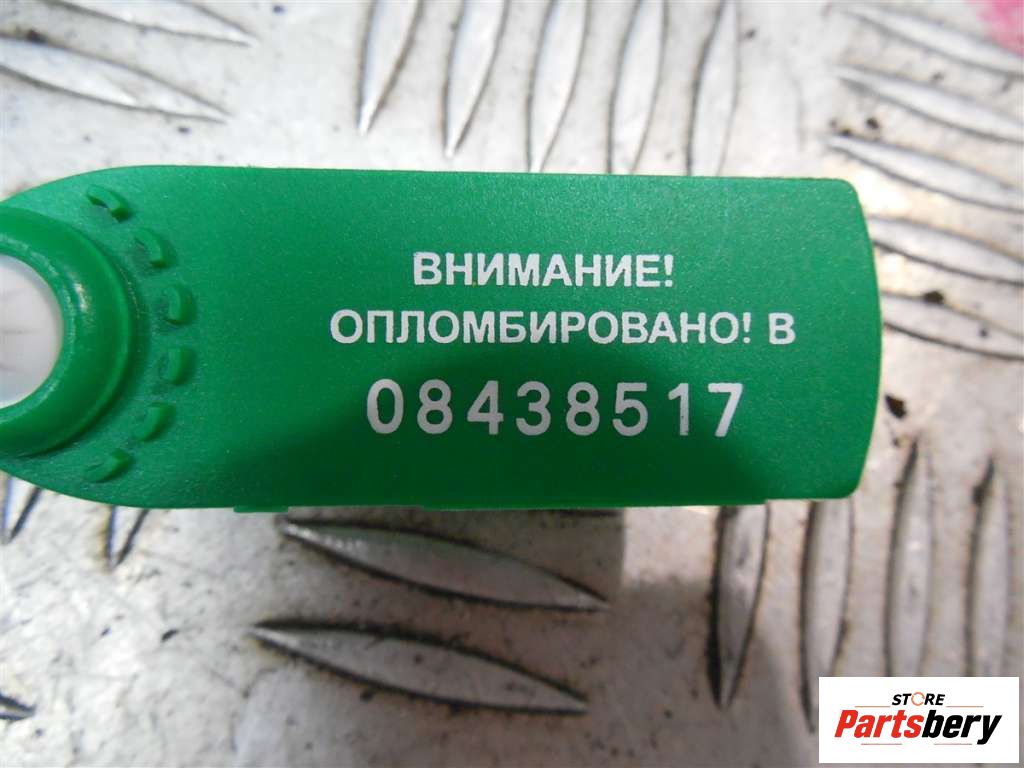 ВНИМАНИЕ!
ОПЛОМБИРОВАНО! В
08438517
STORE
Partsbery